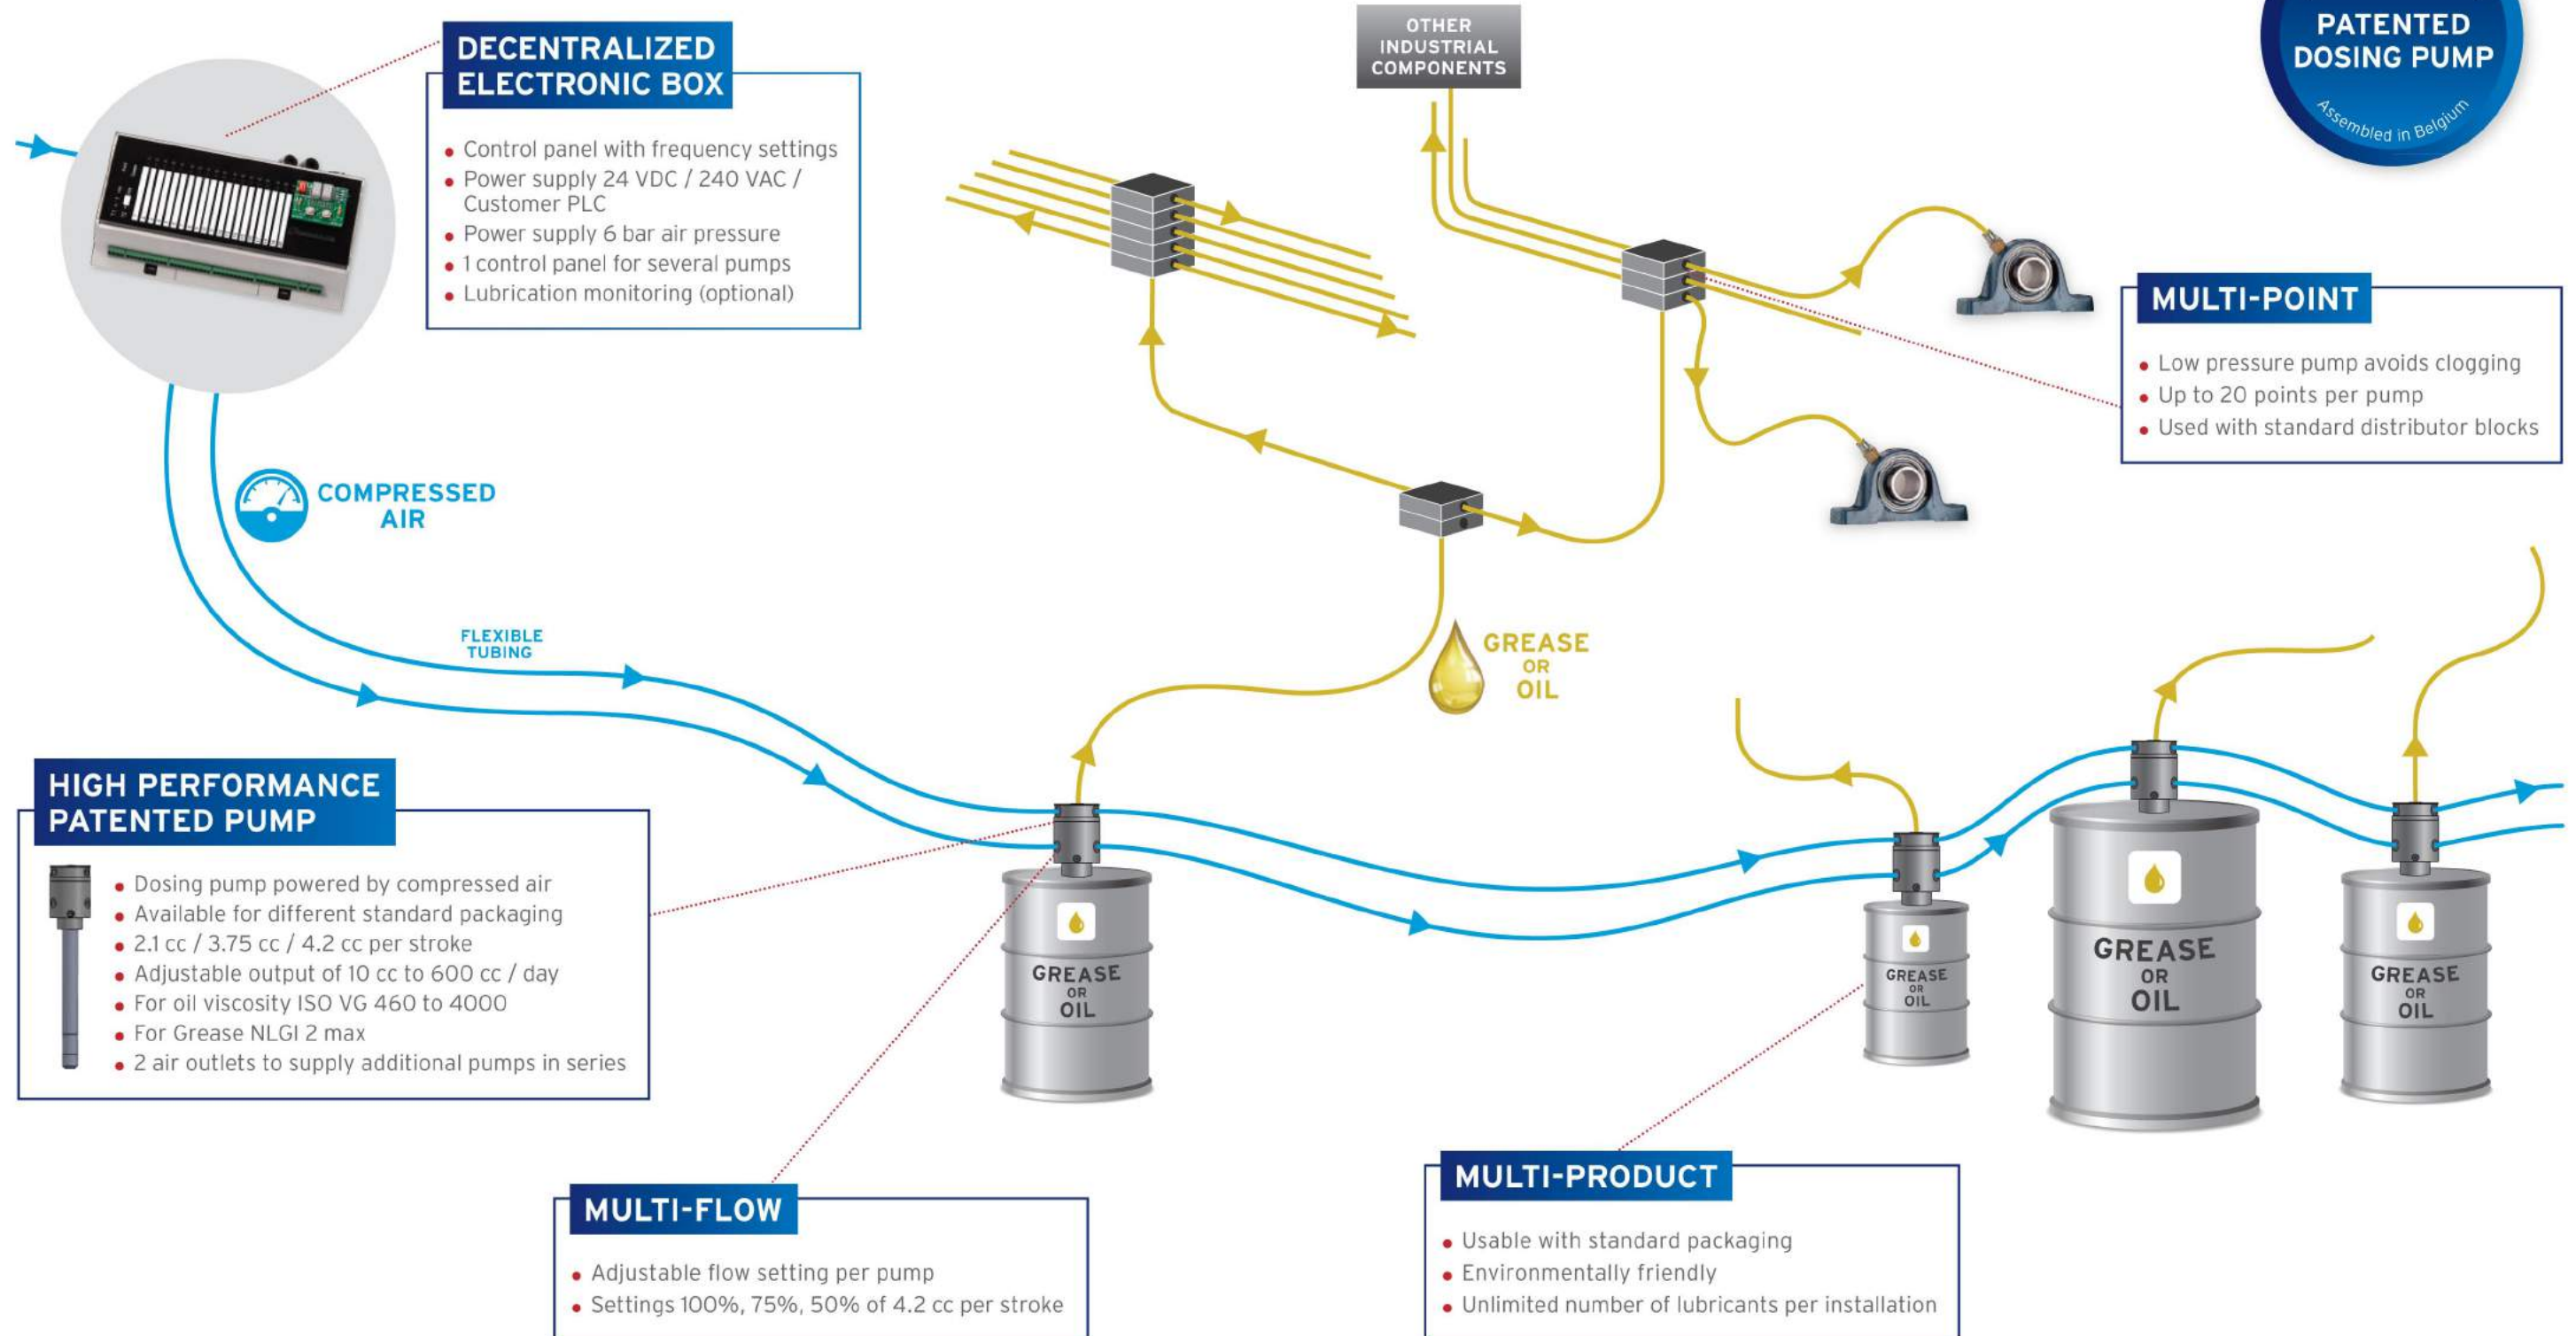 DECENTRALIZED
ELECTRONIC BOX
• Control panel with frequency settings
• Power supply 24 VDC / 240 VAC /
Customer PLC
• Power supply 6 bar air pressure
• 1 control panel for several pumps
• Lubrication monitoring (optional)
OTHER
INDUSTRIAL
COMPONENTS
PATENTED
DOSING PUMP
Assembled in Belgium
MULTI-POINT
• Low pressure pump avoids clogging
• Up to 20 points per pump
• Used with standard distributor blocks
COMPRESSED
AIR
FLEXIBLE
TUBING
GREASE
OR
OIL
HIGH PERFORMANCE
PATENTED PUMP
• Dosing pump powered by compressed air
• Available for different standard packaging
• 2.1 cc / 3.75 cc / 4.2 cc per stroke
• Adjustable output of 10 cc to 600 cc / day
• For oil viscosity ISO VG 460 to 4000
• For Grease NLGI 2 max
• 2 air outlets to supply additional pumps in series
GREASE
OR
OIL
GREASE
OR
OIL
GREASE
OR
OIL
GREASE
OR
OIL
MULTI-FLOW
• Adjustable flow setting per pump
• Settings 100%, 75%, 50% of 4.2 cc per stroke
MULTI-PRODUCT
• Usable with standard packaging
• Environmentally friendly
• Unlimited number of lubricants per installation